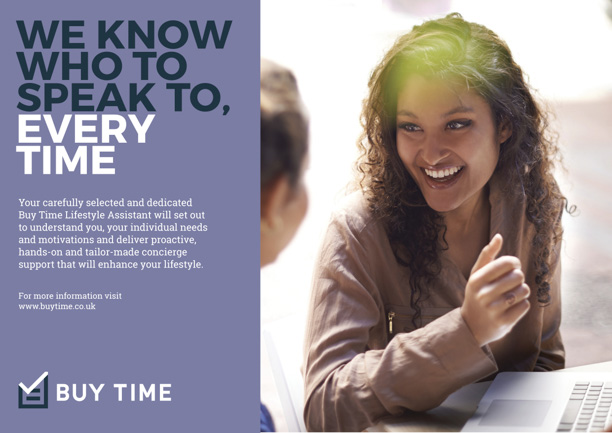 WE KNOW
WHO TO
SPEAK TO,
EVERY
TIME
Your carefully selected and dedicated
Buy Time Lifestyle Assistant will set out
to understand you, your individual needs
and motivations and deliver proactive,
hands-on and tailor-made concierge
support that will enhance your lifestyle.
For more information visit
www.buytime.co.uk
BUY TIME